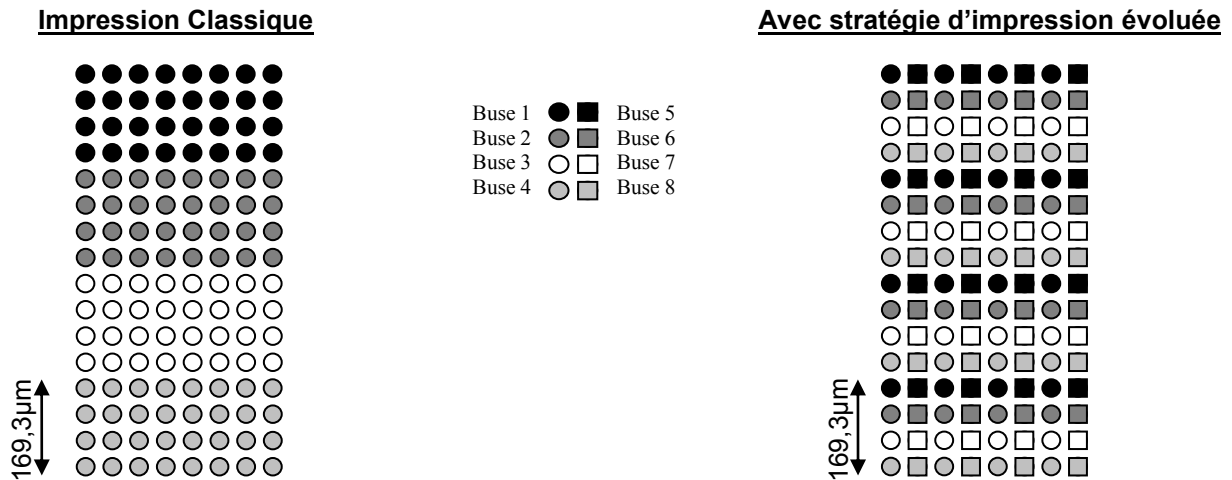 Impression Classique
Avec stratégie d’impression évoluée
Buse 1 Buse 5
Buse 2 Buse 6
Buse 3 Buse 7
Buse 4 Buse 8
169,3µm
169,3µm